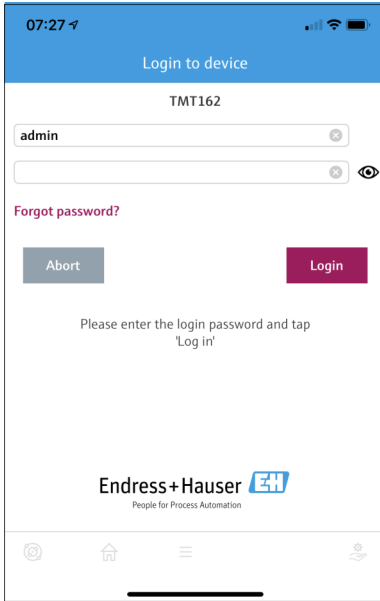 07:27
Login to device
TMT162
admin
Forgot password?
Abort
Login
Please enter the login password and tap
'Log in'
Endress+Hauser EH
People for Process Automation